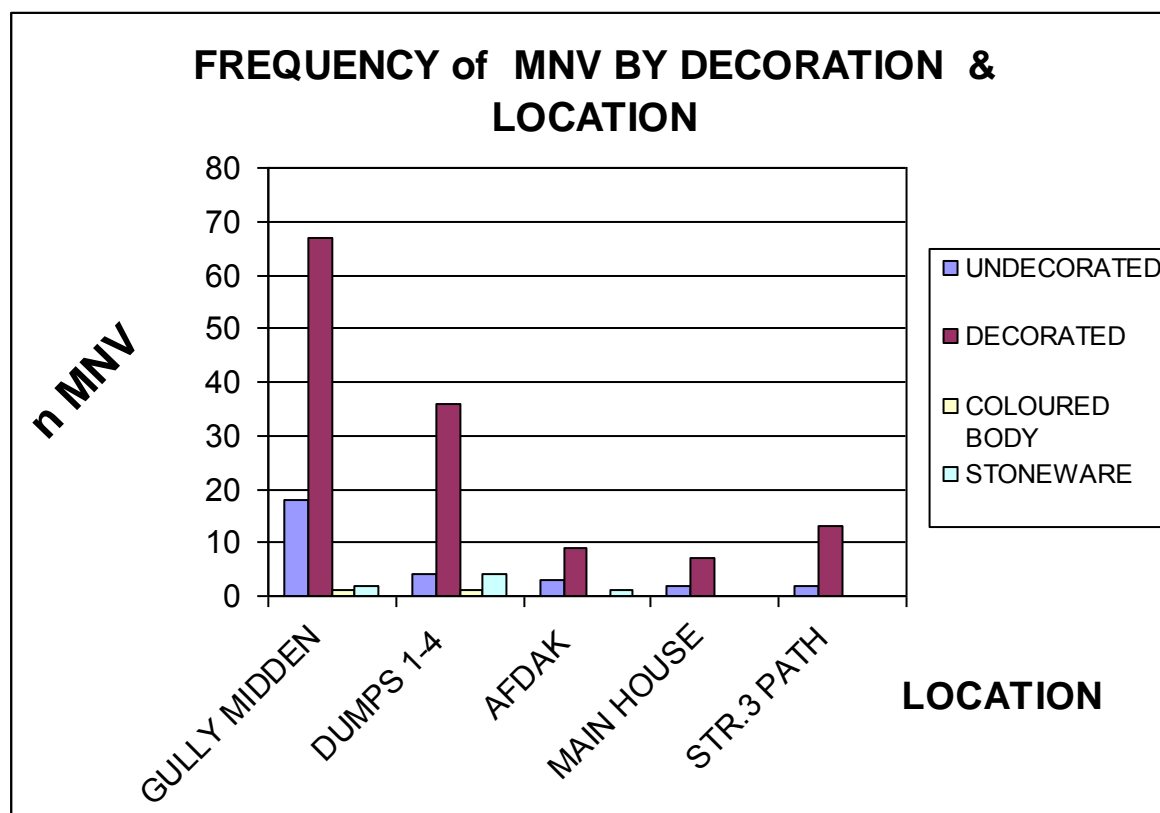 FREQUENCY of MNV BY DECORATION &
LOCATION
n MNV
80
70
60
50
40
30
20
10
0
GULLY MIDDEN
DUMPS 1-4
AFDAK
MAIN HOUSE
STR.3 PATH
LOCATION
UNDECORATED
DECORATED
COLOURED
BODY
STONEWARE